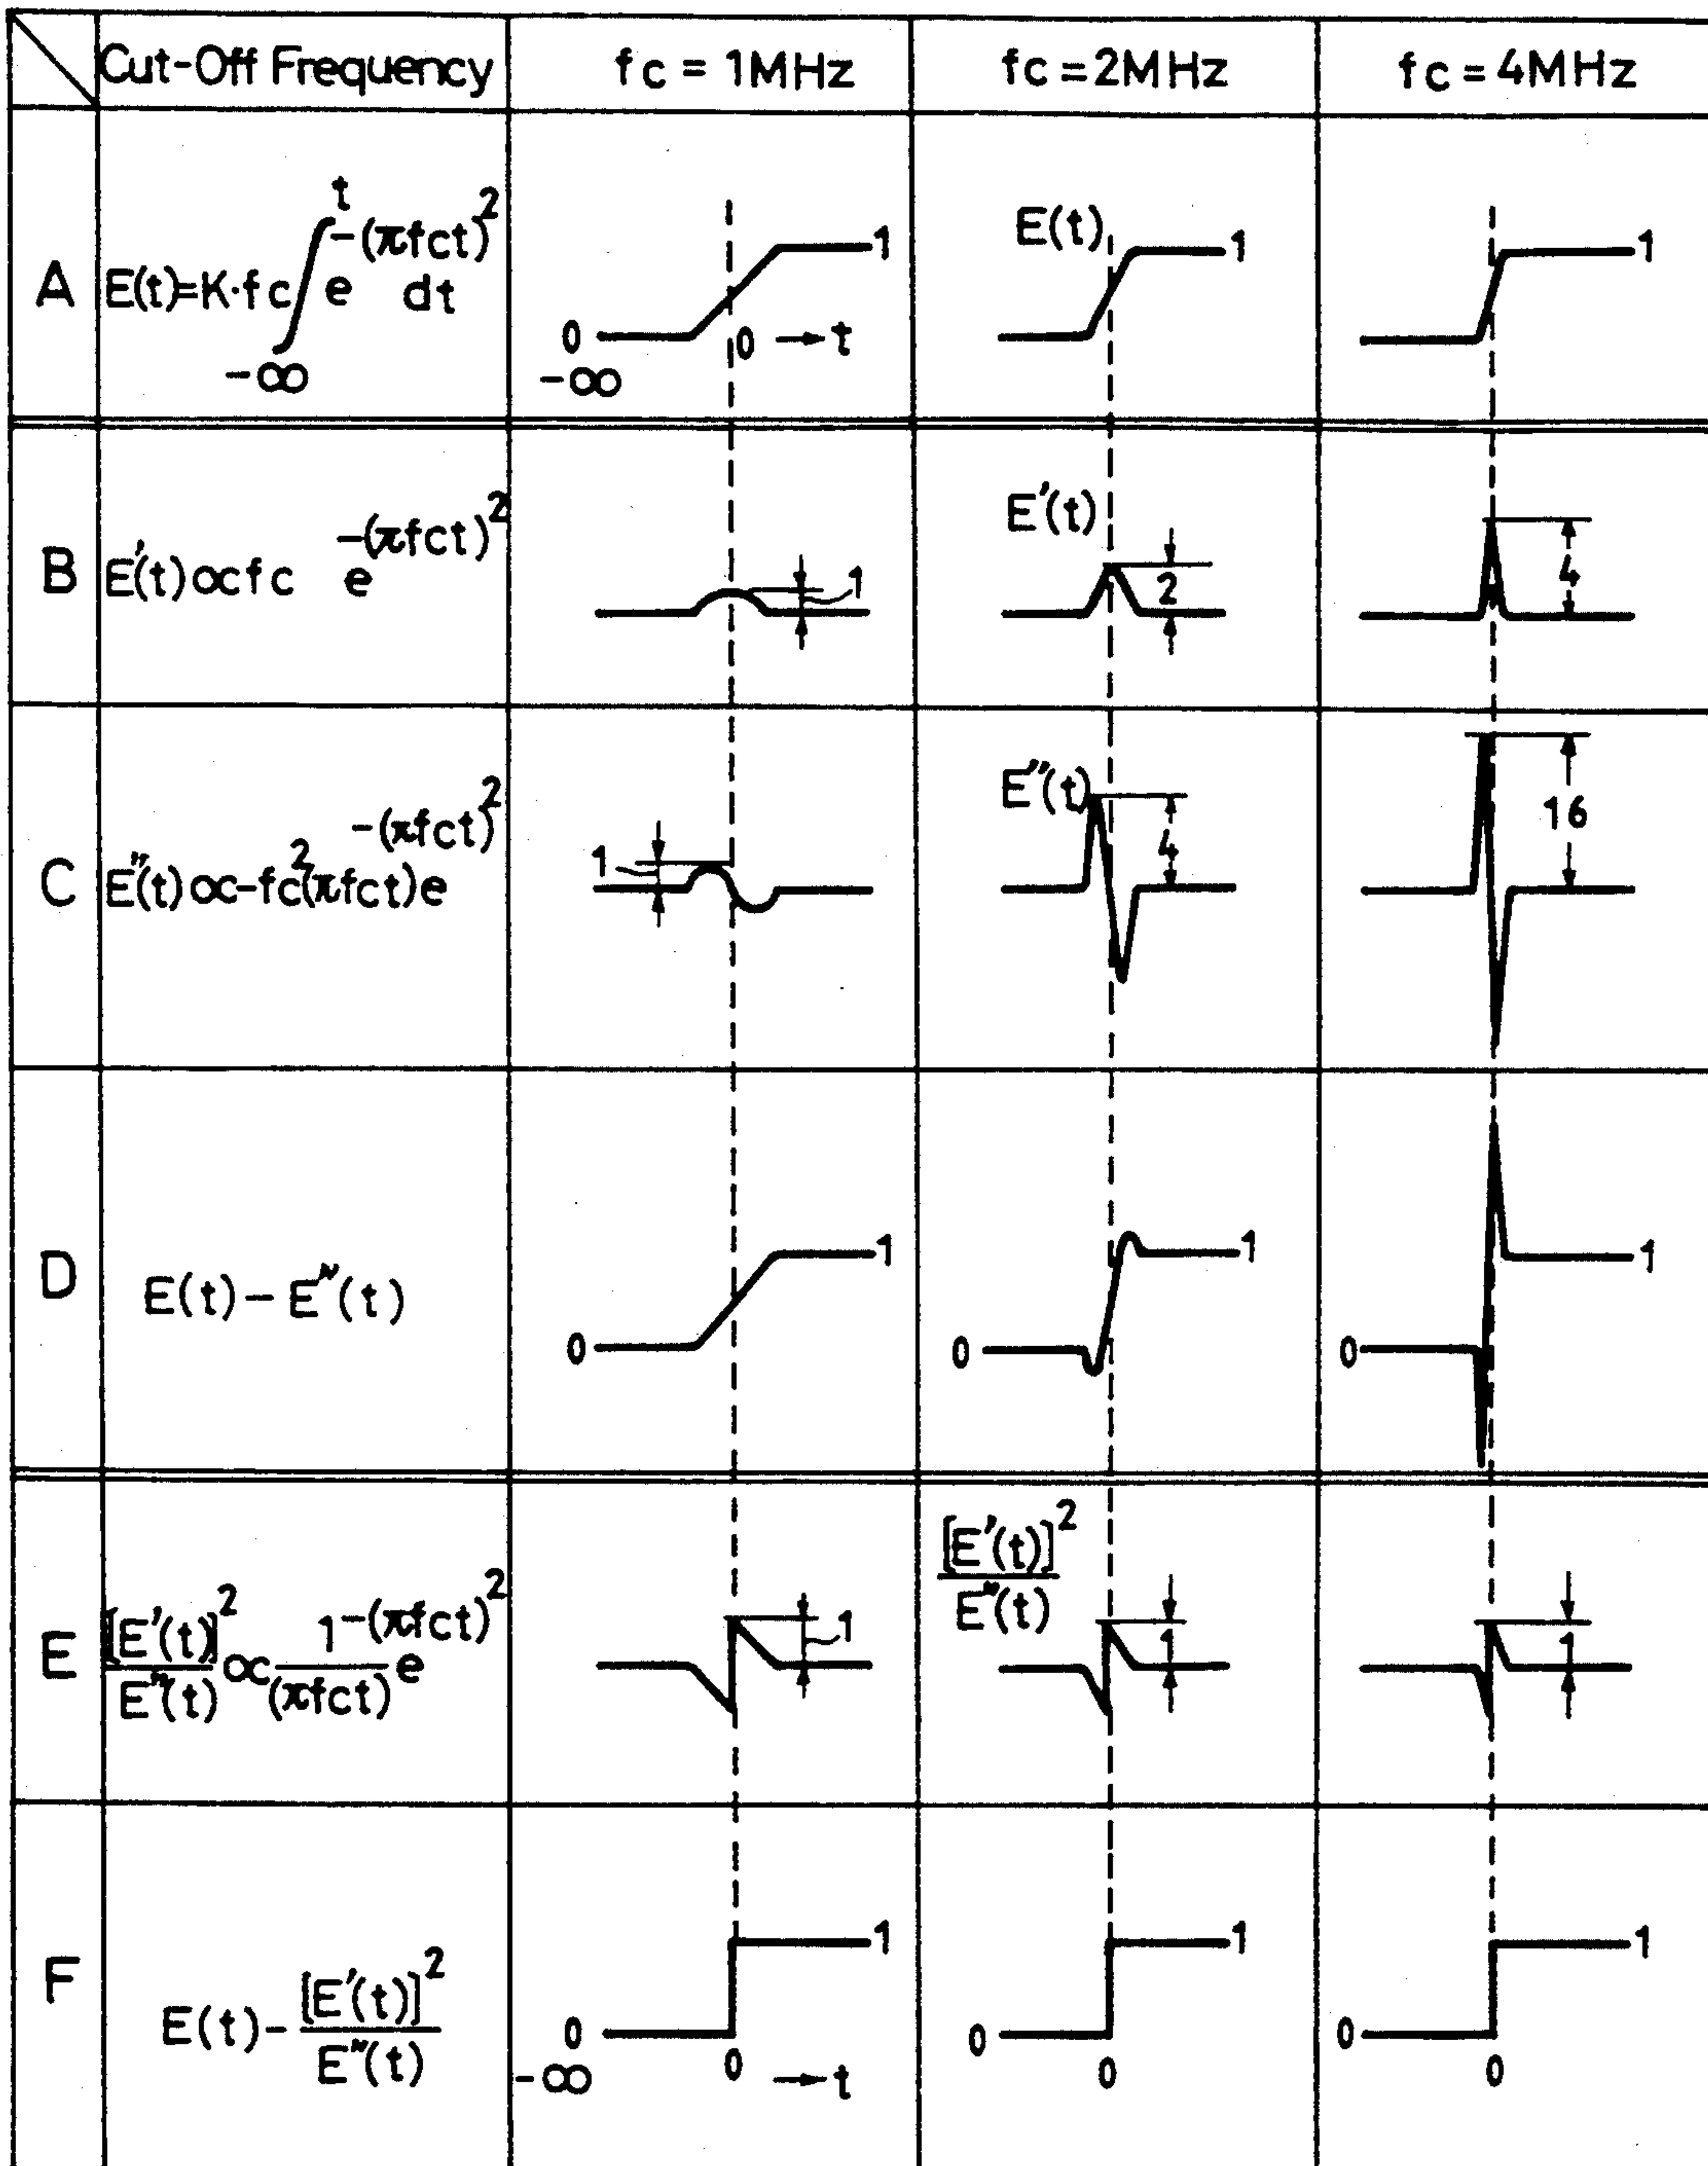 Cut-Off Frequency fc = 1MHz fc = 2MHz fc = 4MHz
A E(t)=K·fc ∫ t -∞ e -(πfct)² dt
1
0
-∞
0 → t
E(t)
1
1
B E'(t) ∝ fc e -(πfct)²
1
E'(t)
2
4
C E"(t) ∝ -fc²(πfct)e -(πfct)²
1
E"(t)
4
16
D E(t) - E"(t)
0
1
0
1
0
1
E [E'(t)]² / E"(t) ∝ 1 / (πfct) e -(πfct)²
1
[E'(t)]²
E"(t)
1
1
F E(t) - [E'(t)]² / E"(t)
0
-∞
1
0 → t
0
1
0
0
1
0